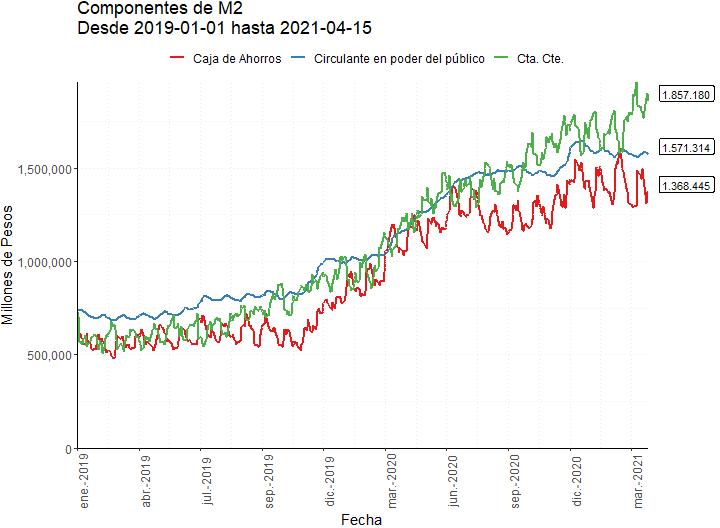 Componentes de M2
Desde 2019-01-01 hasta 2021-04-15
Caja de Ahorros Circulante en poder del público Cta. Cte.
1.857.180
1.571.314
1.368.445
1,500,000
1,000,000
500,000
0
Millones de Pesos
ene.-2019 abr.-2019 jul.-2019 sep.-2019 dic.-2019 mar.-2020 jun.-2020 sep.-2020 dic.-2020 mar.-2021
Fecha